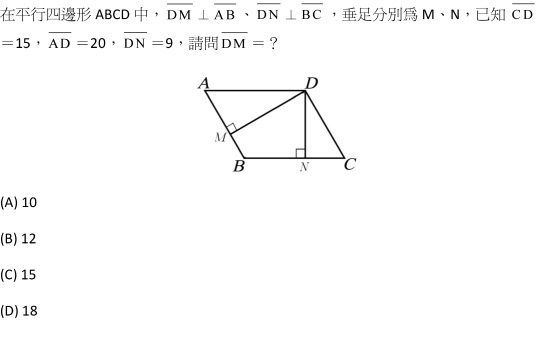 在平行四邊形 ABCD 中，DM ⊥ AB、DN ⊥ BC，垂足分別為 M、N，已知 CD
＝15，AD＝20，DN＝9，請問DM＝？
A D
M
B N C
(A) 10
(B) 12
(C) 15
(D) 18